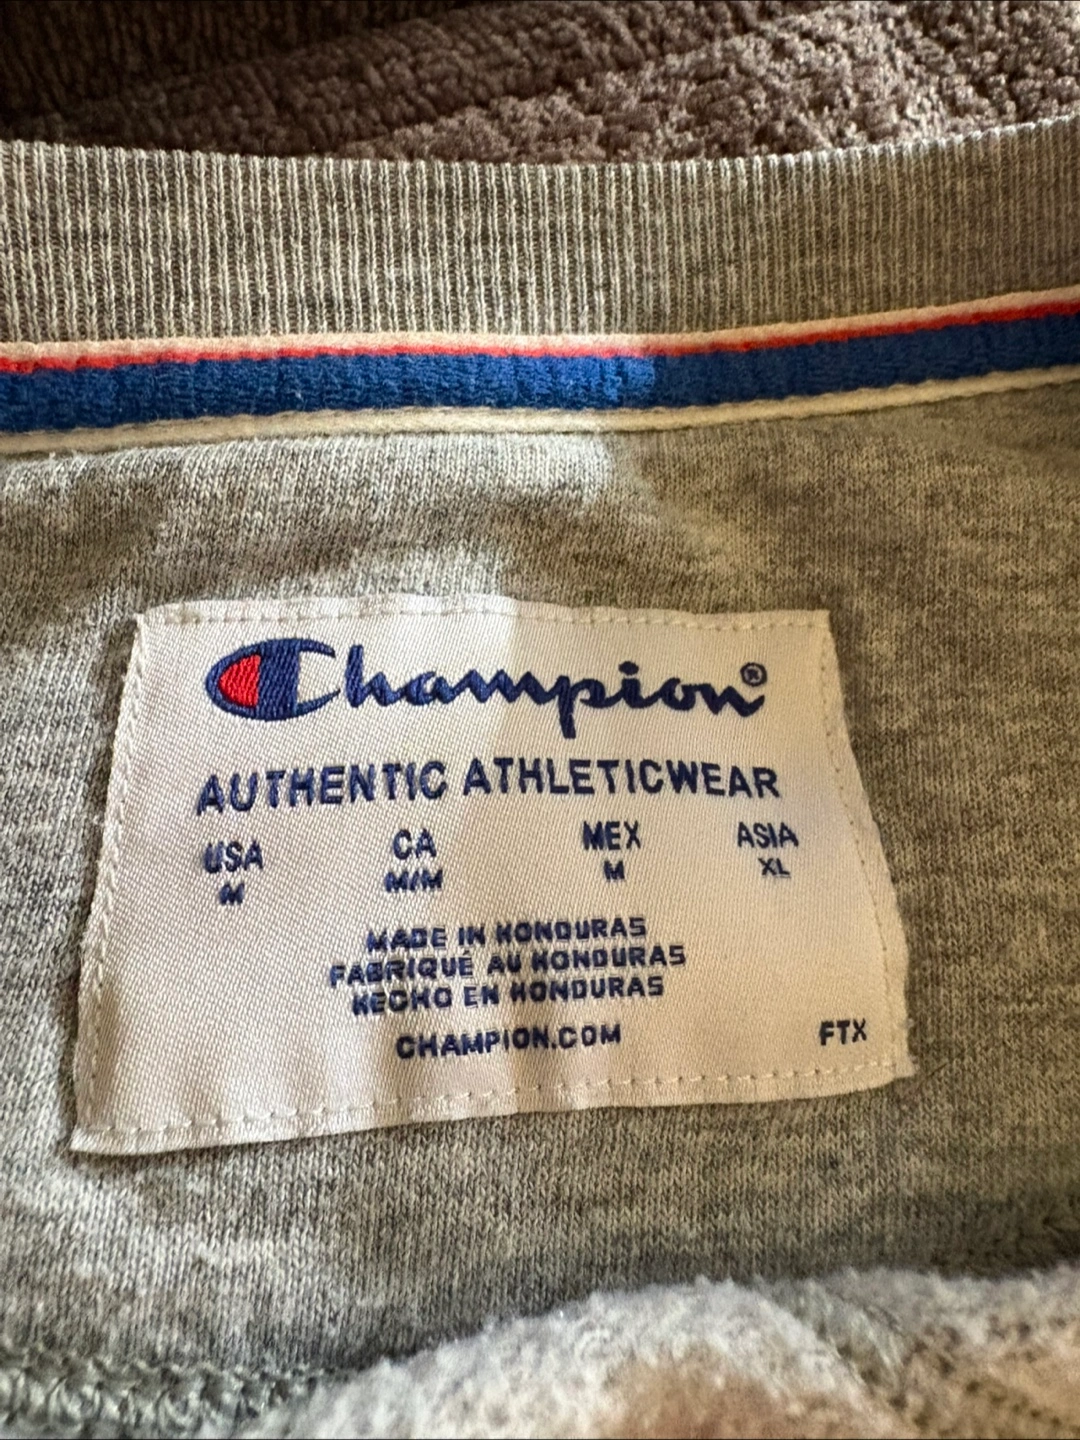 Champion®
AUTHENTIC ATHLETICWEAR
USA CA MEX ASIA
M M/M M XL
MADE IN HONDURAS
FABRIQUÉ AU HONDURAS
HECHO EN HONDURAS
CHAMPION.COM FTX